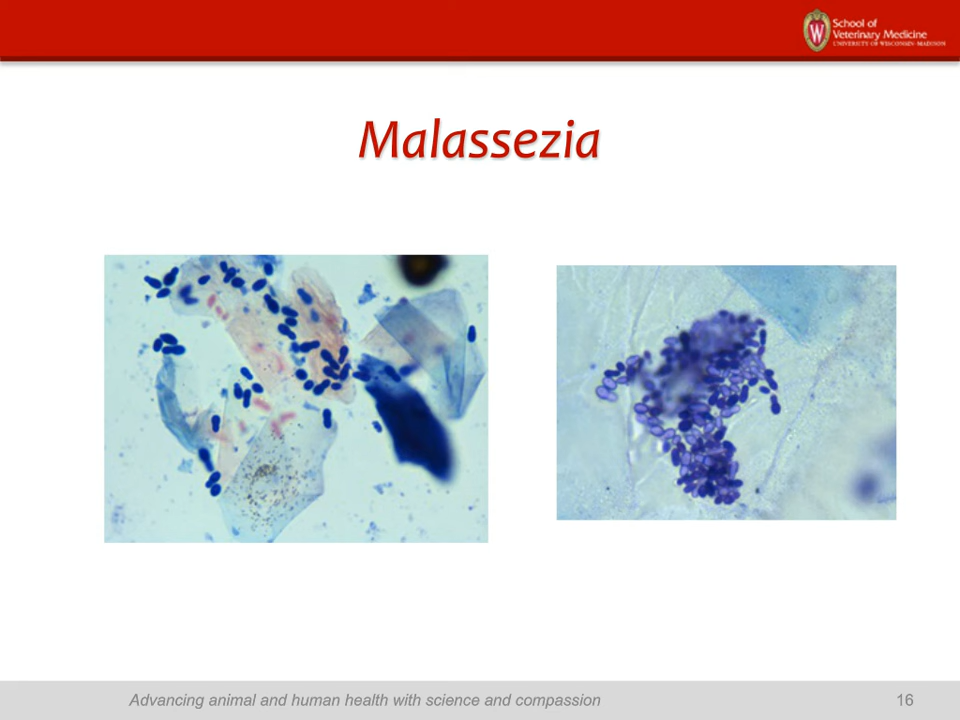 School of
Veterinary Medicine
UNIVERSITY OF WISCONSIN-MADISON
Malassezia
Advancing animal and human health with science and compassion
16